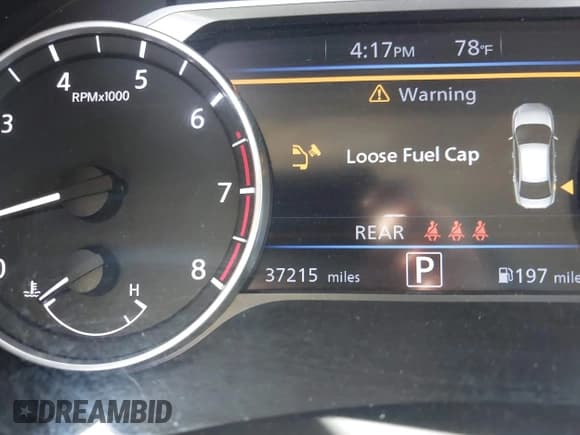 4:17PM 78°F
Warning
Loose Fuel Cap
REAR
37215 miles P 197 mile
3 4 5 6 7 8
RPMx1000
0
H
DREAMBID